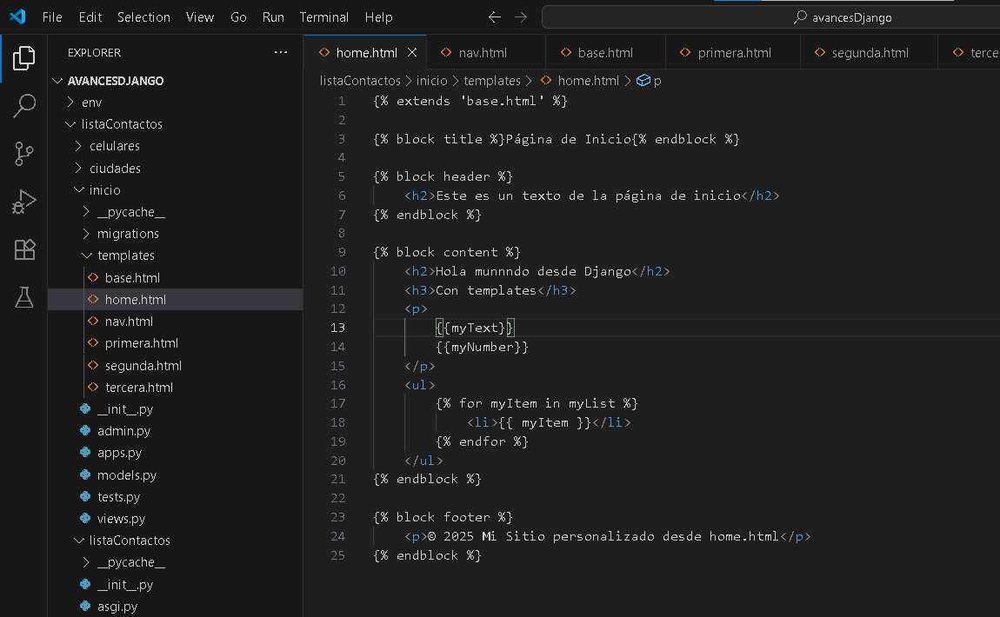 File Edit Selection View Go Run Terminal Help avancesDjango
EXPLORER ...
home.html nav.html base.html primera.html segunda.html terce
AVANCESDJANGO
env
listaContactos
celulares
ciudades
inicio
__pycache__
migrations
templates
base.html
home.html
nav.html
primera.html
segunda.html
tercera.html
__init__.py
admin.py
apps.py
models.py
tests.py
views.py
listaContactos
__pycache__
__init__.py
asgi.py
listaContactos > inicio > templates > home.html > p
1 {% extends 'base.html' %}
2
3 {% block title %}Página de Inicio{% endblock %}
4
5 {% block header %}
6 <h2>Este es un texto de la página de inicio</h2>
7 {% endblock %}
8
9 {% block content %}
10 <h2>Hola munnndo desde Django</h2>
11 <h3>Con templates</h3>
12 <p>
13 {{myText}}
14 {{myNumber}}
15 </p>
16 <ul>
17 {% for myItem in myList %}
18 <li>{{ myItem }}</li>
19 {% endfor %}
20 </ul>
21 {% endblock %}
22
23 {% block footer %}
24 <p>© 2025 Mi Sitio personalizado desde home.html</p>
25 {% endblock %}